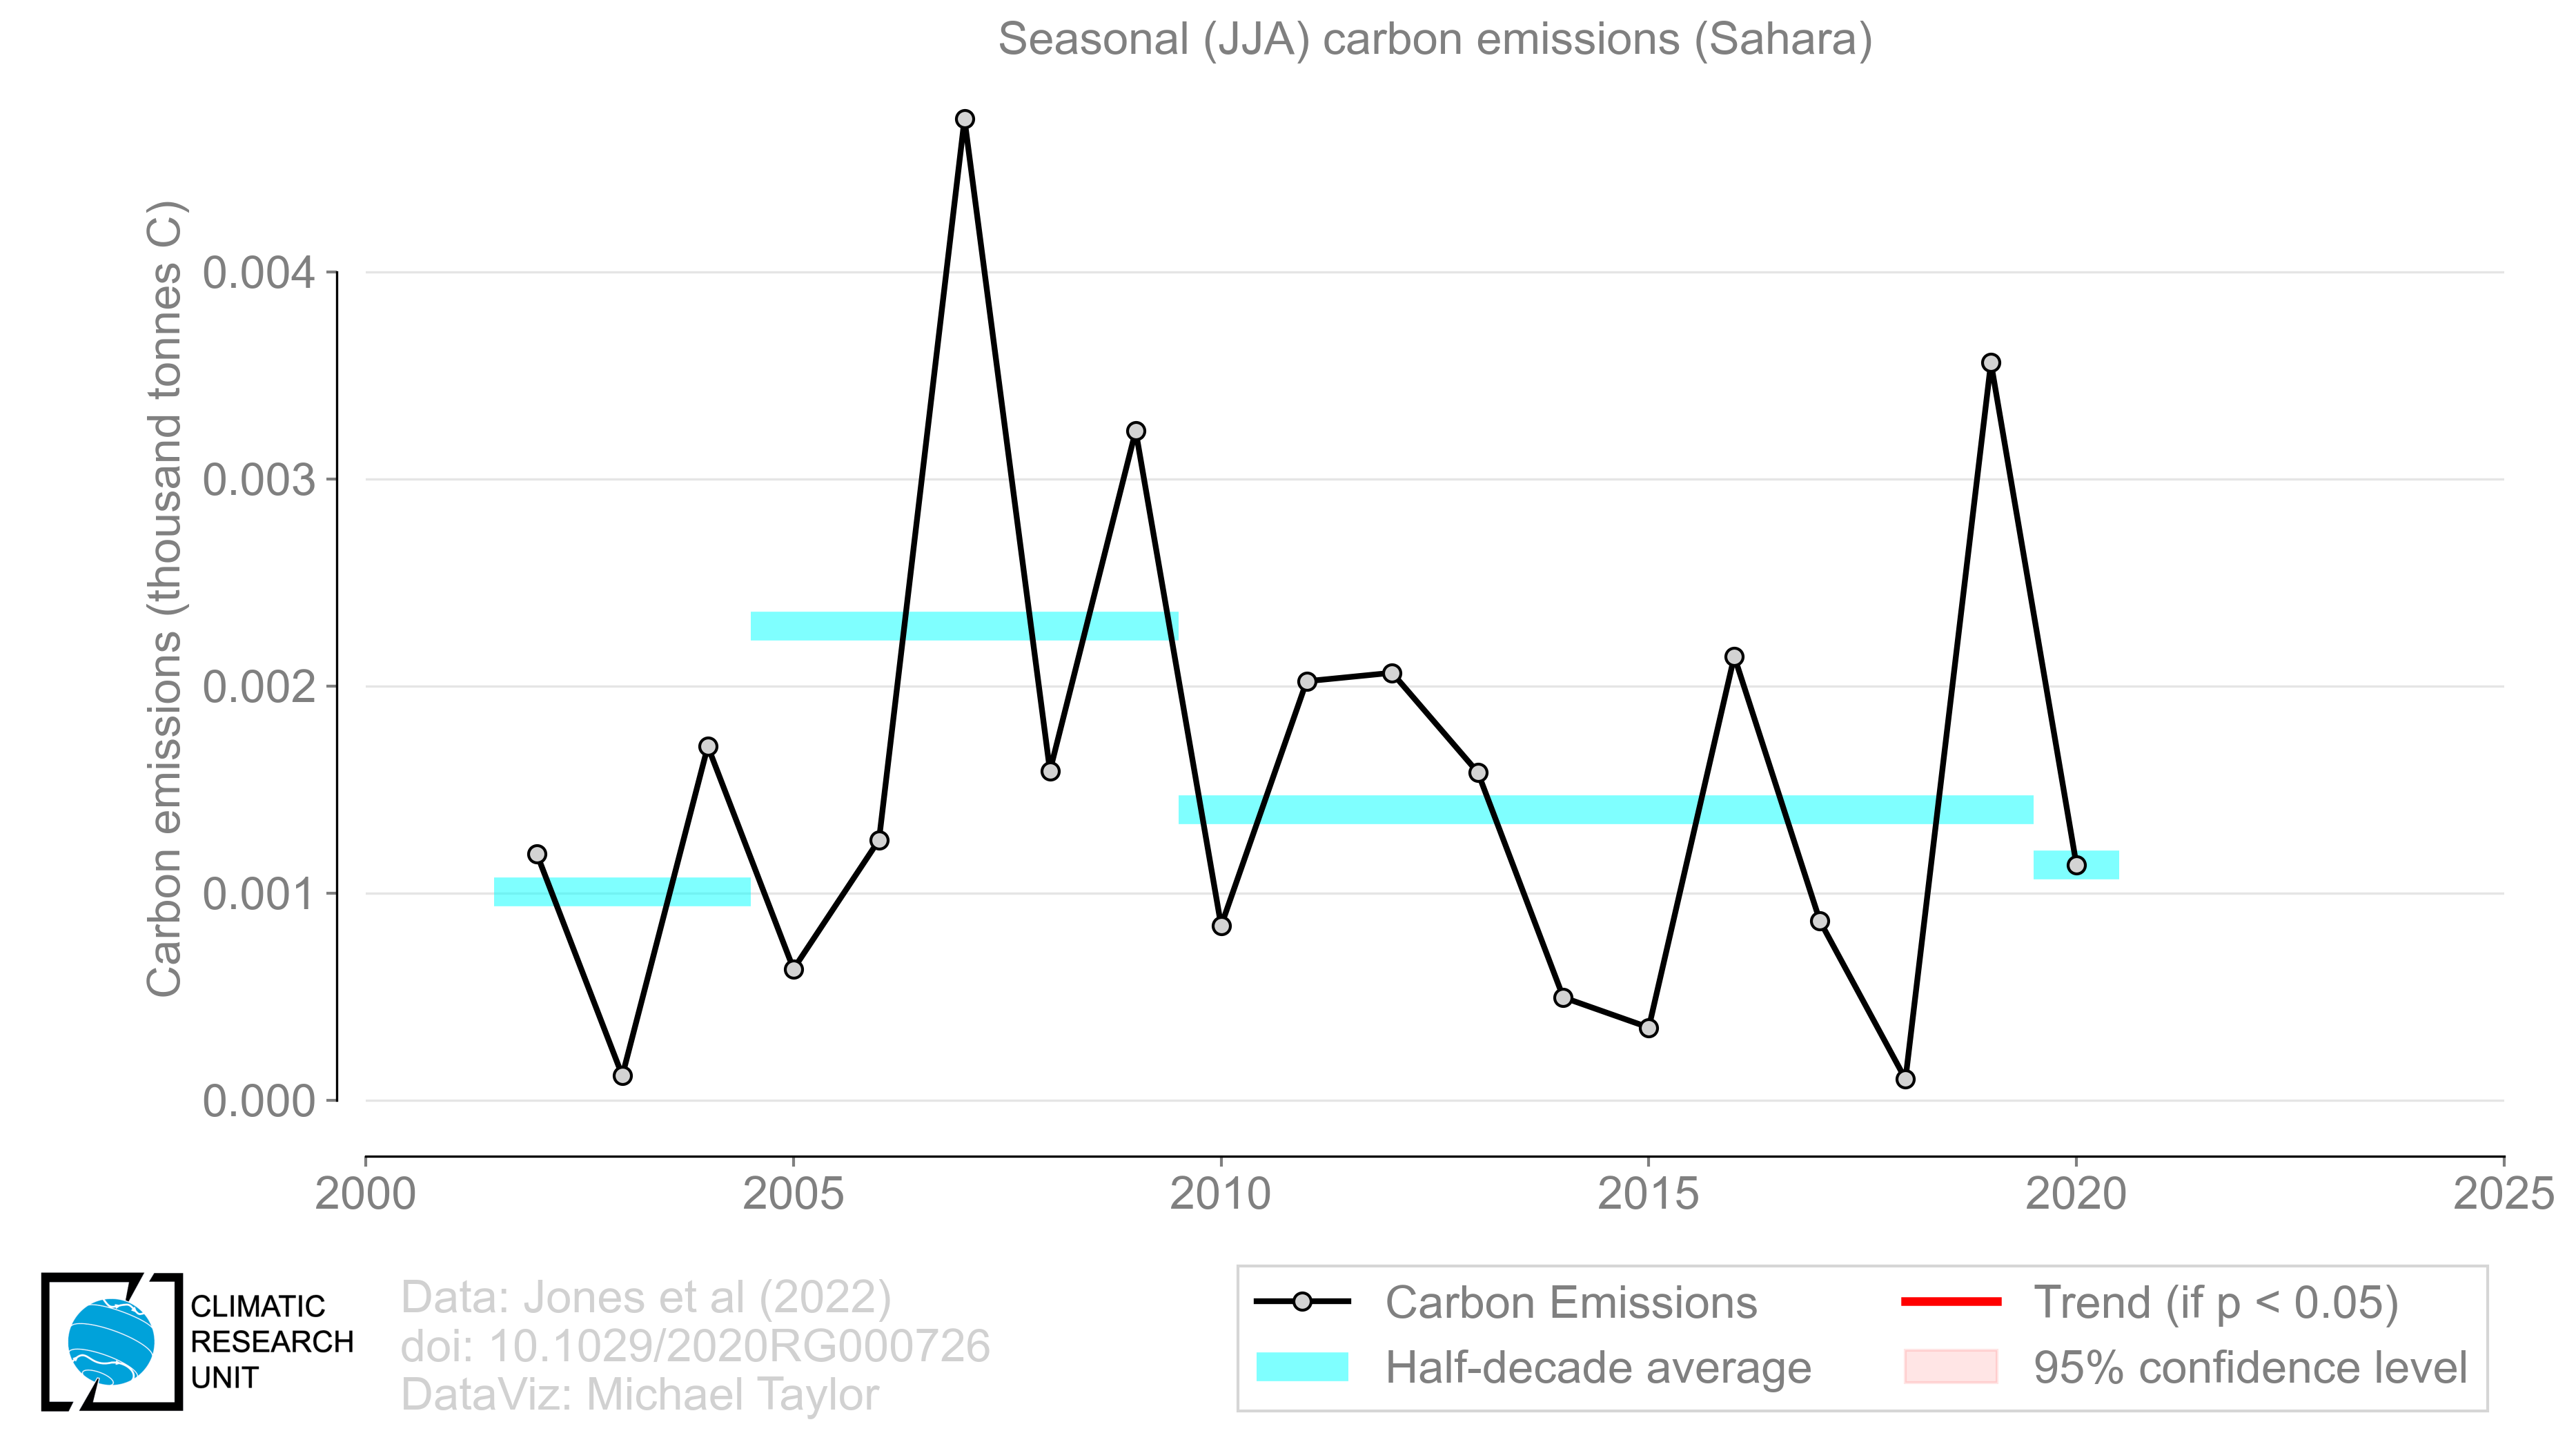 Seasonal (JJA) carbon emissions (Sahara)
Carbon emissions (thousand tonnes C)
0.004
0.003
0.002
0.001
0.000
2000 2005 2010 2015 2020 2025
CLIMATIC
RESEARCH
UNIT
Data: Jones et al (2022)
doi: 10.1029/2020RG000726
DataViz: Michael Taylor
Carbon Emissions
Half-decade average
Trend (if p < 0.05)
95% confidence level